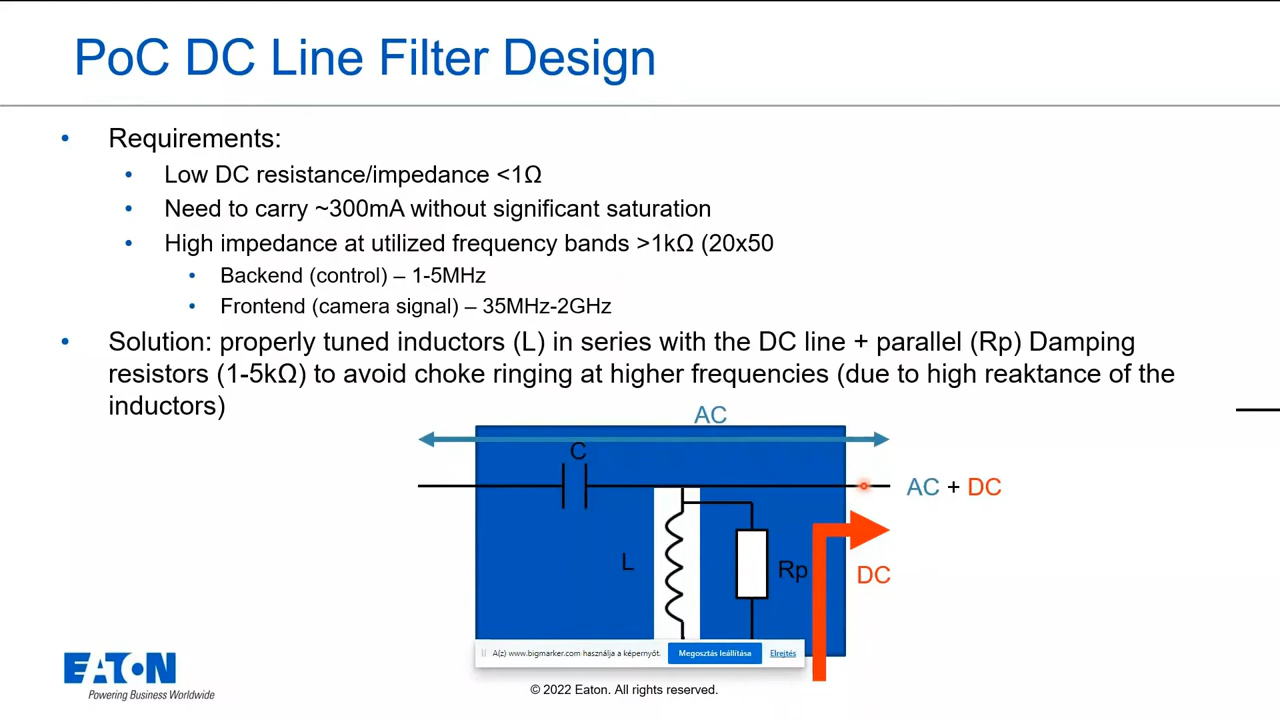 PoC DC Line Filter Design
• Requirements:
• Low DC resistance/impedance <1Ω
• Need to carry ~300mA without significant saturation
• High impedance at utilized frequency bands >1kΩ (20x50
• Backend (control) – 1-5MHz
• Frontend (camera signal) – 35MHz-2GHz
• Solution: properly tuned inductors (L) in series with the DC line + parallel (Rp) Damping
resistors (1-5kΩ) to avoid choke ringing at higher frequencies (due to high reaktance of the
inductors)
AC
C
AC + DC
L
Rp
DC
A(z) www.bigmarker.com használja a képernyőt.
Megosztás leállítása
Elrejtés
EATON
Powering Business Worldwide
© 2022 Eaton. All rights reserved.